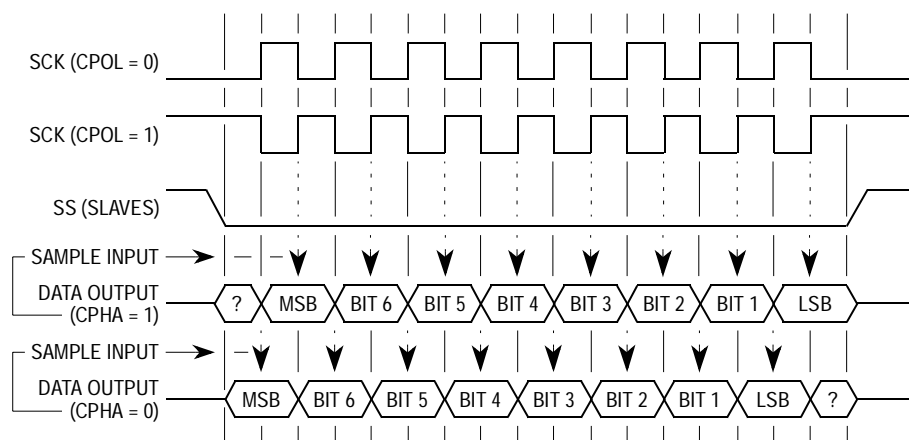 SCK (CPOL = 0)
SCK (CPOL = 1)
SS (SLAVES)
SAMPLE INPUT
DATA OUTPUT
(CPHA = 1)
? MSB BIT 6 BIT 5 BIT 4 BIT 3 BIT 2 BIT 1 LSB
SAMPLE INPUT
DATA OUTPUT
(CPHA = 0)
MSB BIT 6 BIT 5 BIT 4 BIT 3 BIT 2 BIT 1 LSB ?